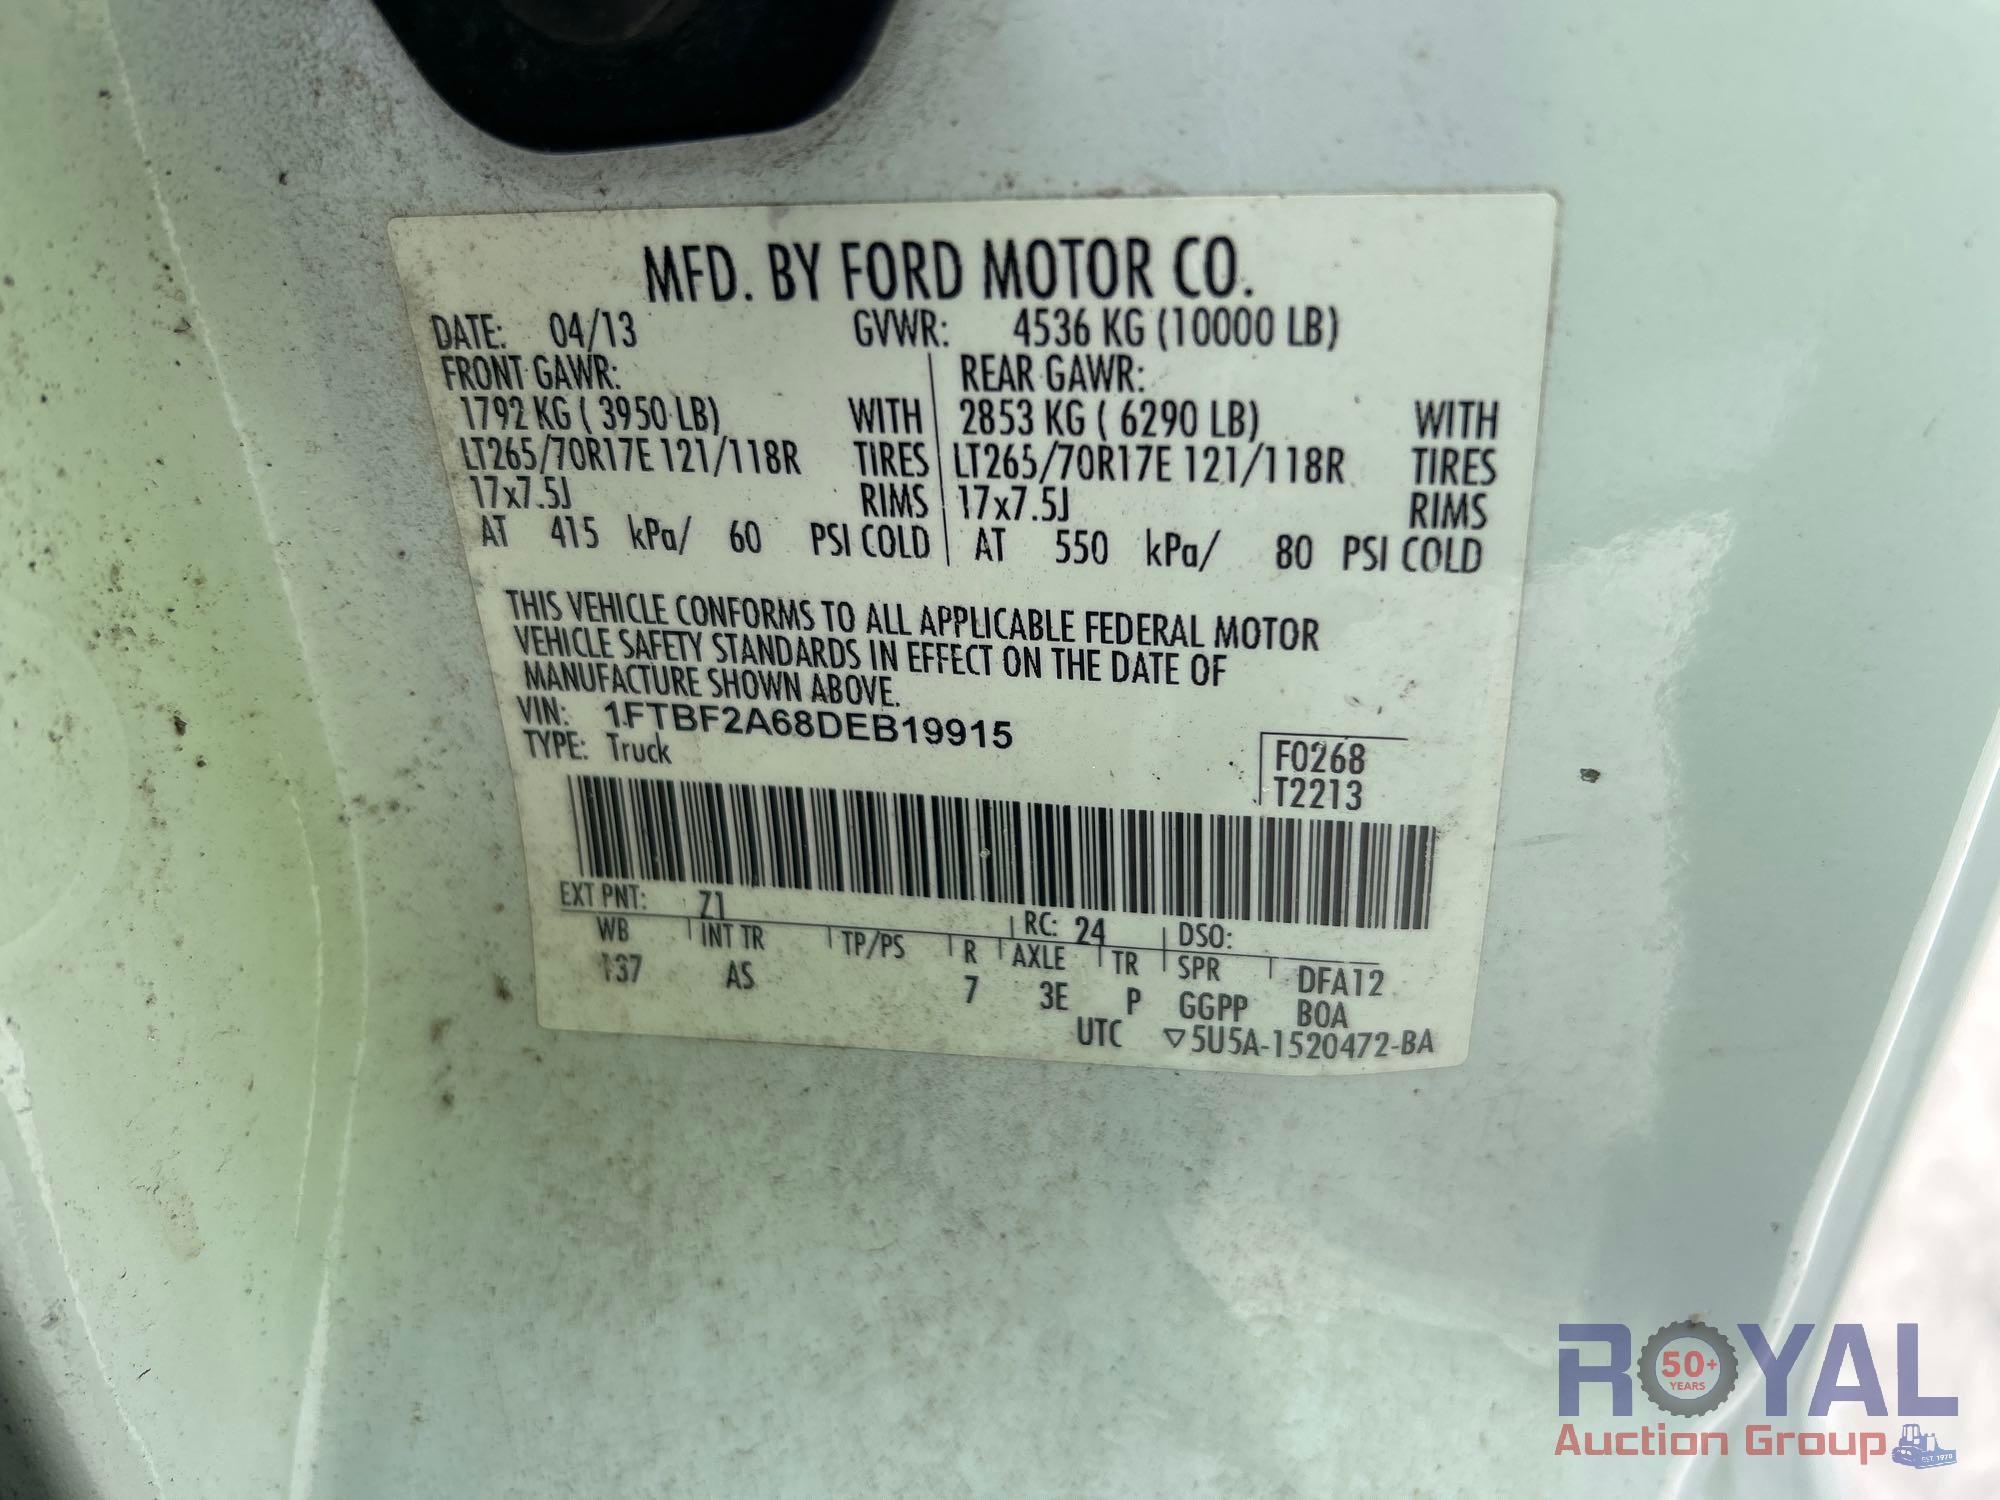 MFD. BY FORD MOTOR CO.
DATE: 04/13 GVWR: 4536 KG (10000 LB)
FRONT GAWR: REAR GAWR:
1792 KG ( 3950 LB) WITH 2853 KG ( 6290 LB) WITH
LT265/70R17E 121/118R TIRES LT265/70R17E 121/118R TIRES
17x7.5J RIMS 17x7.5J RIMS
AT 415 kPa/ 60 PSI COLD AT 550 kPa/ 80 PSI COLD
THIS VEHICLE CONFORMS TO ALL APPLICABLE FEDERAL MOTOR
VEHICLE SAFETY STANDARDS IN EFFECT ON THE DATE OF
MANUFACTURE SHOWN ABOVE.
VIN: 1FTBF2A68DEB19915
TYPE: Truck
F0268
T2213
EXT PNT: Z1 RC: 24 DSO:
WB INT TR TP/PS R AXLE TR SPR DFA12
137 AS 7 3E P GGPP BOA
UTC ▽5U5A-1520472-BA
ROYAL
50+
YEARS
Auction Group
EST. 1970